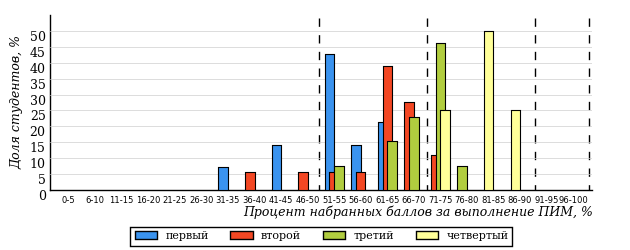 Доля студентов, %
50
45
40
35
30
25
20
15
10
5
0
0-5 6-10 11-15 16-20 21-25 26-30 31-35 36-40 41-45 46-50 51-55 56-60 61-65 66-70 71-75 76-80 81-85 86-90 91-95 96-100
Процент набранных баллов за выполнение ПИМ, %
первый второй третий четвертый